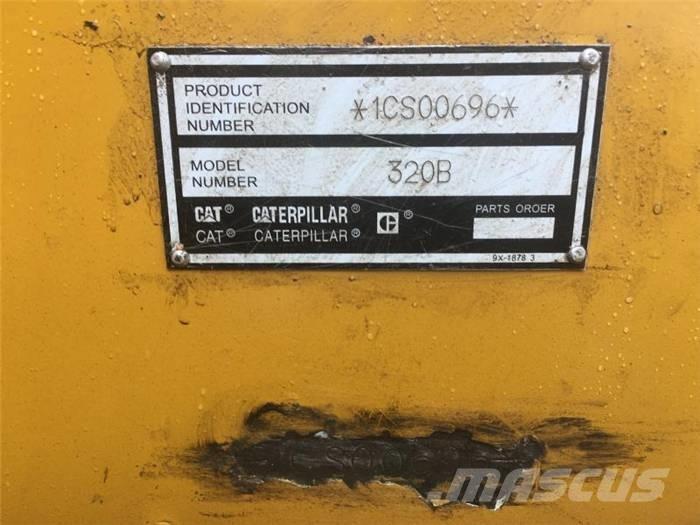 PRODUCT
IDENTIFICATION
NUMBER
*1CS00696*
MODEL
NUMBER
320B
CAT® CATERPILLAR® C®
CAT® CATERPILLAR®
PARTS ORDER
9X-1878 3
MASCUS